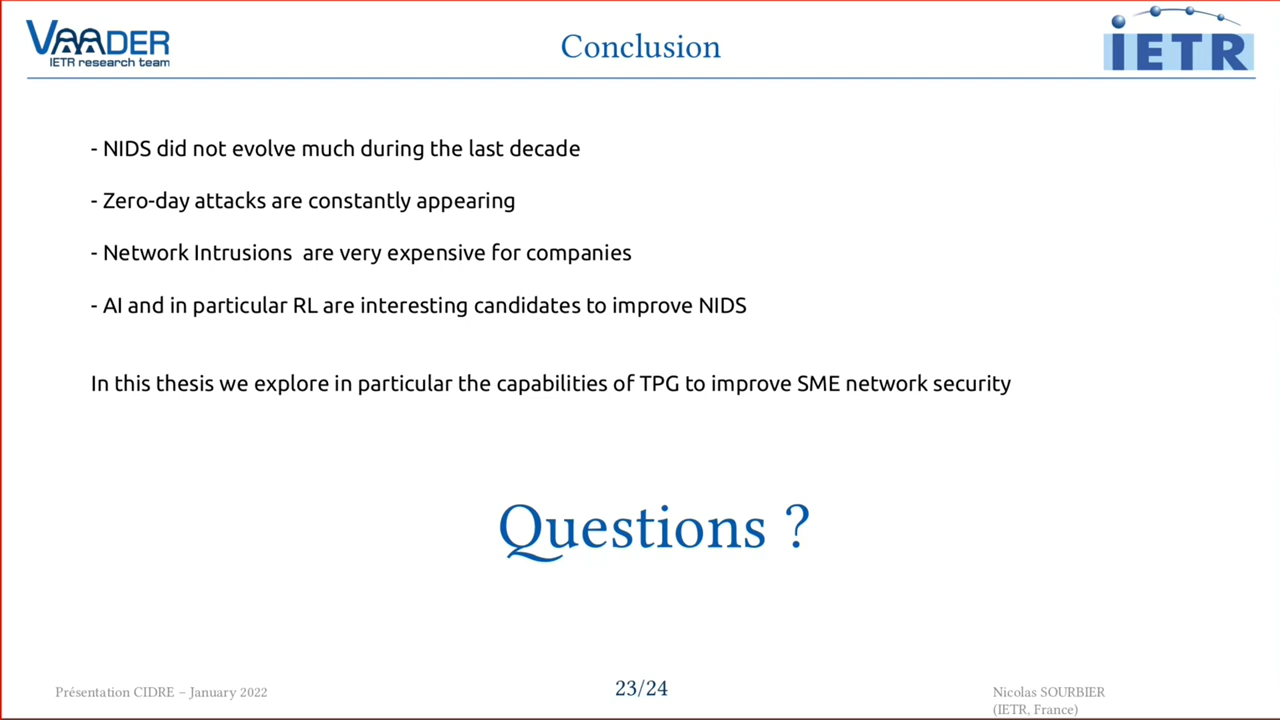 VAADER
IETR research team
Conclusion
iETR
- NIDS did not evolve much during the last decade
- Zero-day attacks are constantly appearing
- Network Intrusions  are very expensive for companies
- AI and in particular RL are interesting candidates to improve NIDS
In this thesis we explore in particular the capabilities of TPG to improve SME network security
Questions ?
Présentation CIDRE – January 2022
23/24
Nicolas SOURBIER
(IETR, France)